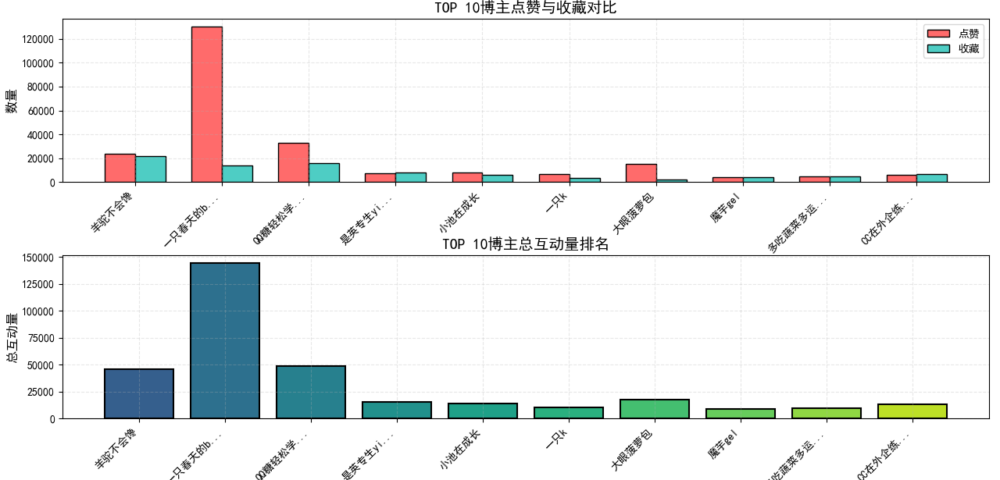 TOP 10博主点赞与收藏对比
数量
120000
100000
80000
60000
40000
20000
0
点赞
收藏
羊驼不会馋
一只春天的b...
QQ糖轻松学...
是英专生yi...
小池在成长
一只k
大眼菠萝包
魔芋gel
多吃蔬菜多运...
CC在外企练...
TOP 10博主总互动量排名
总互动量
150000
125000
100000
75000
50000
25000
0
羊驼不会馋
一只春天的b...
QQ糖轻松学...
是英专生yi...
小池在成长
一只k
大眼菠萝包
魔芋gel
吃蔬菜多运...
CC在外企练...